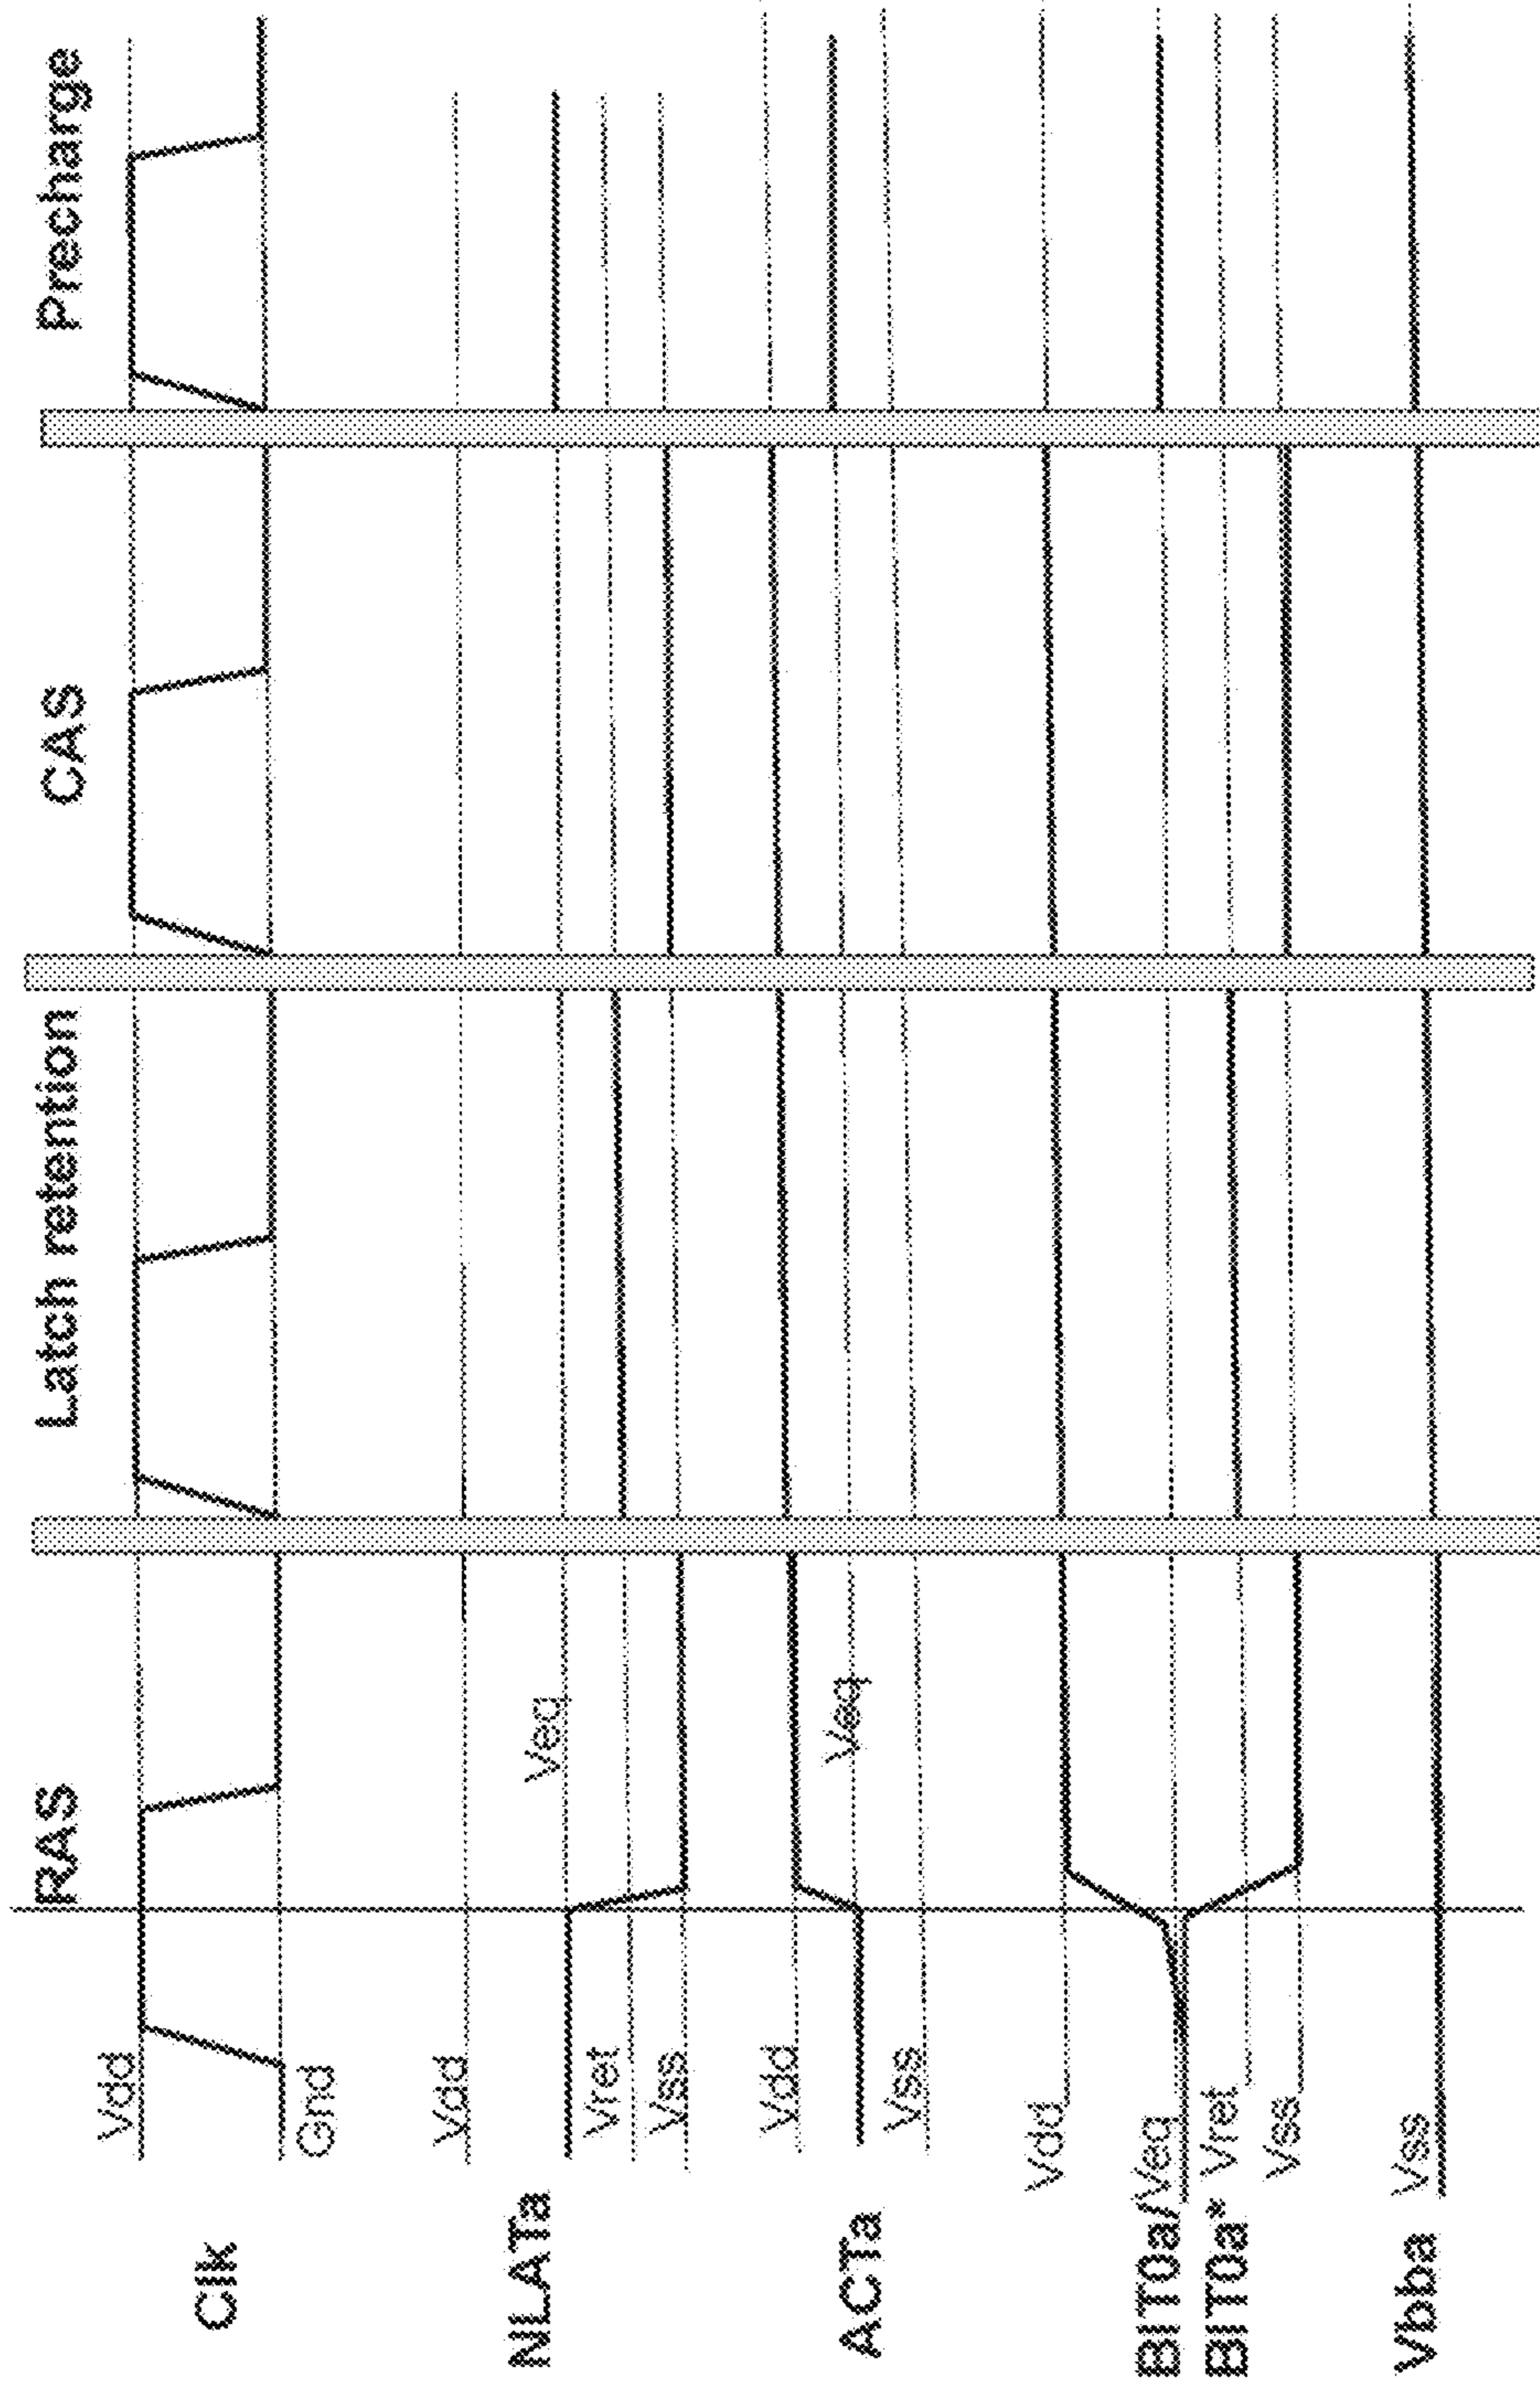 RAS
Latch retention
CAS
Precharge
Clk
Vdd
Gnd
NLATa
Vdd
Veq
Vret
Vss
ACTa
Vdd
Veq
Vss
Vdd
BIT0a/Veq
BIT0a* Vret
Vss
Vbba Vss